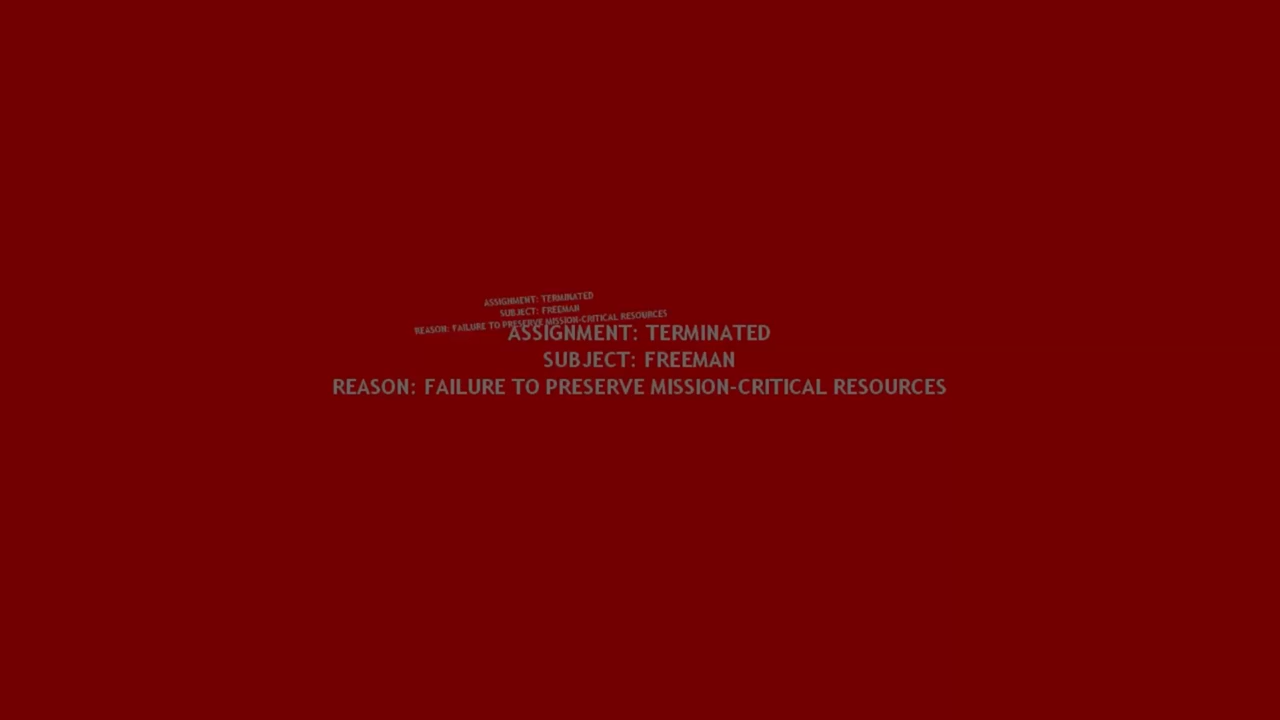 ASSIGNMENT: TERMINATED
SUBJECT: FREEMAN
REASON: FAILURE TO PRESERVE MISSION-CRITICAL RESOURCES
ASSIGNMENT: TERMINATED
SUBJECT: FREEMAN
REASON: FAILURE TO PRESERVE MISSION-CRITICAL RESOURCES